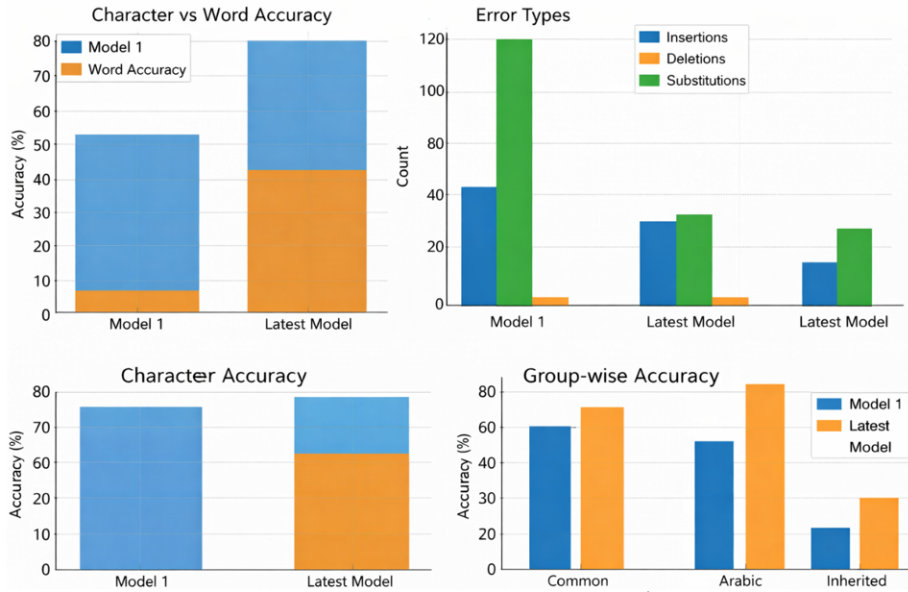 Character vs Word Accuracy
Acuuracy (%)
80
70
60
50
40
30
20
10
0
Model 1
Word Accuracy
Model 1
Latest Model
Error Types
Count
120
100
80
40
20
0
Insertions
Deletions
Substitutions
Model 1
Latest Model
Latest Model
Character Accuracy
Accuracy (%)
80
70
60
20
10
0
Model 1
Latest Model
Group-wise Accuracy
Accuracy (%)
80
60
40
30
20
0
Model 1
Latest
Model
Common
Arabic
Inherited